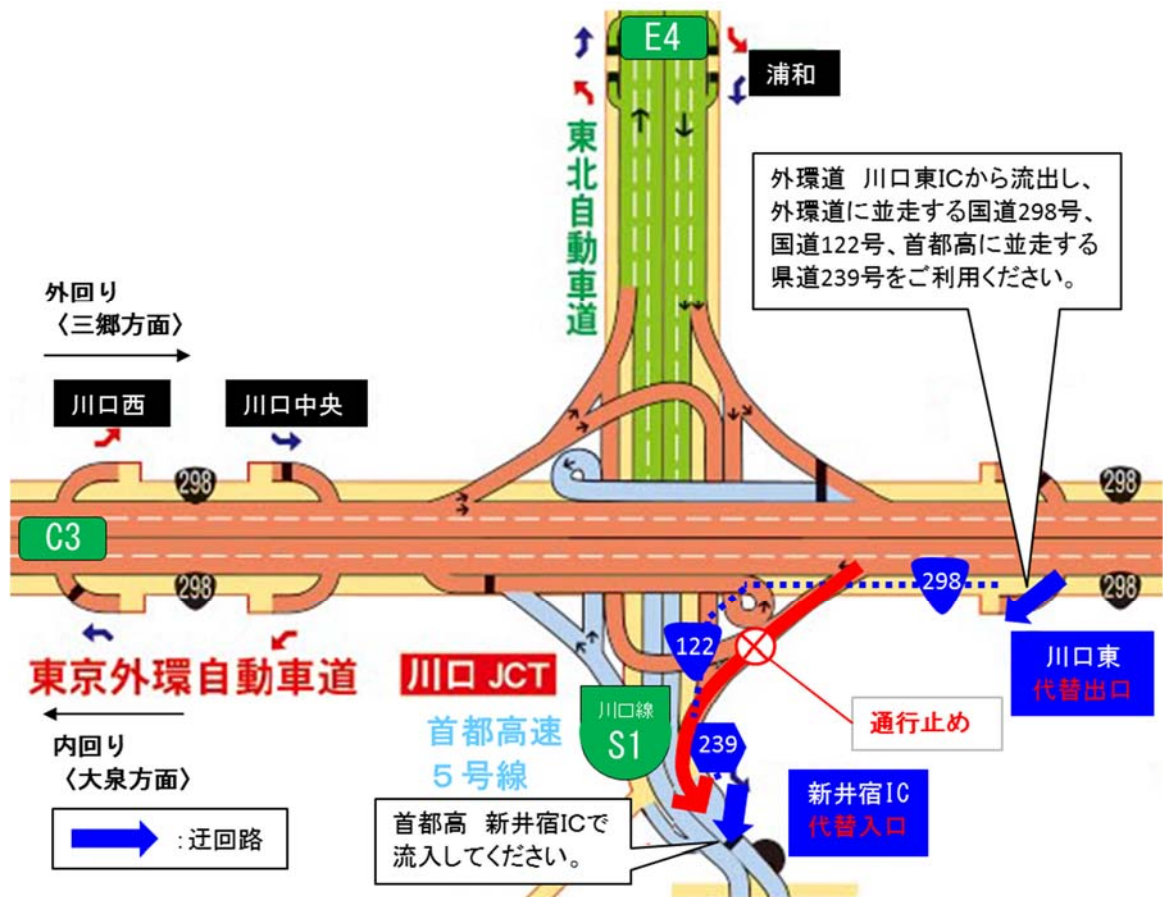 E4
浦和
東北自動車道
外環道 川口東ICから流出し、
外環道に並走する国道298号、
国道122号、首都高に並走する
県道239号をご利用ください。
外回り
〈三郷方面〉
川口西
川口中央
298
298
C3
298
298
298
298
122
川口東
代替出口
東京外環自動車道
川口 JCT
川口線
S1
通行止め
内回り
〈大泉方面〉
首都高速
5号線
239
新井宿IC
代替入口
:迂回路
首都高 新井宿ICで
流入してください。